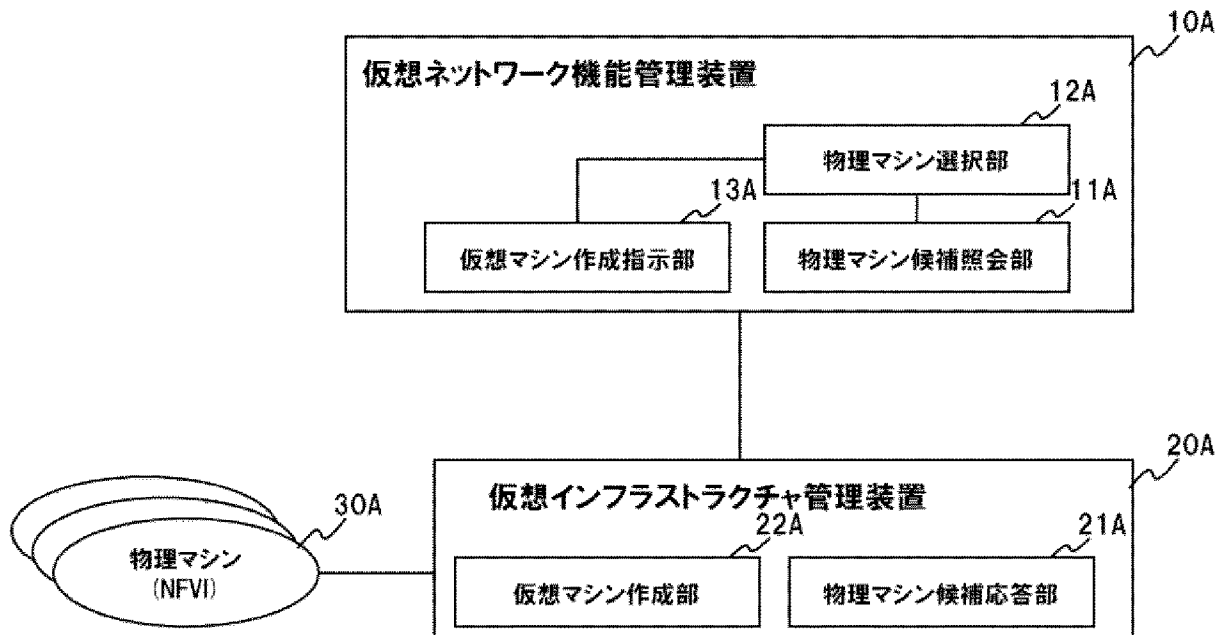 10A
仮想ネットワーク機能管理装置
12A
物理マシン選択部
13A
11A
仮想マシン作成指示部
物理マシン候補照会部
20A
仮想インフラストラクチャ管理装置
30A
22A
21A
物理マシン
(NFVI)
仮想マシン作成部
物理マシン候補応答部